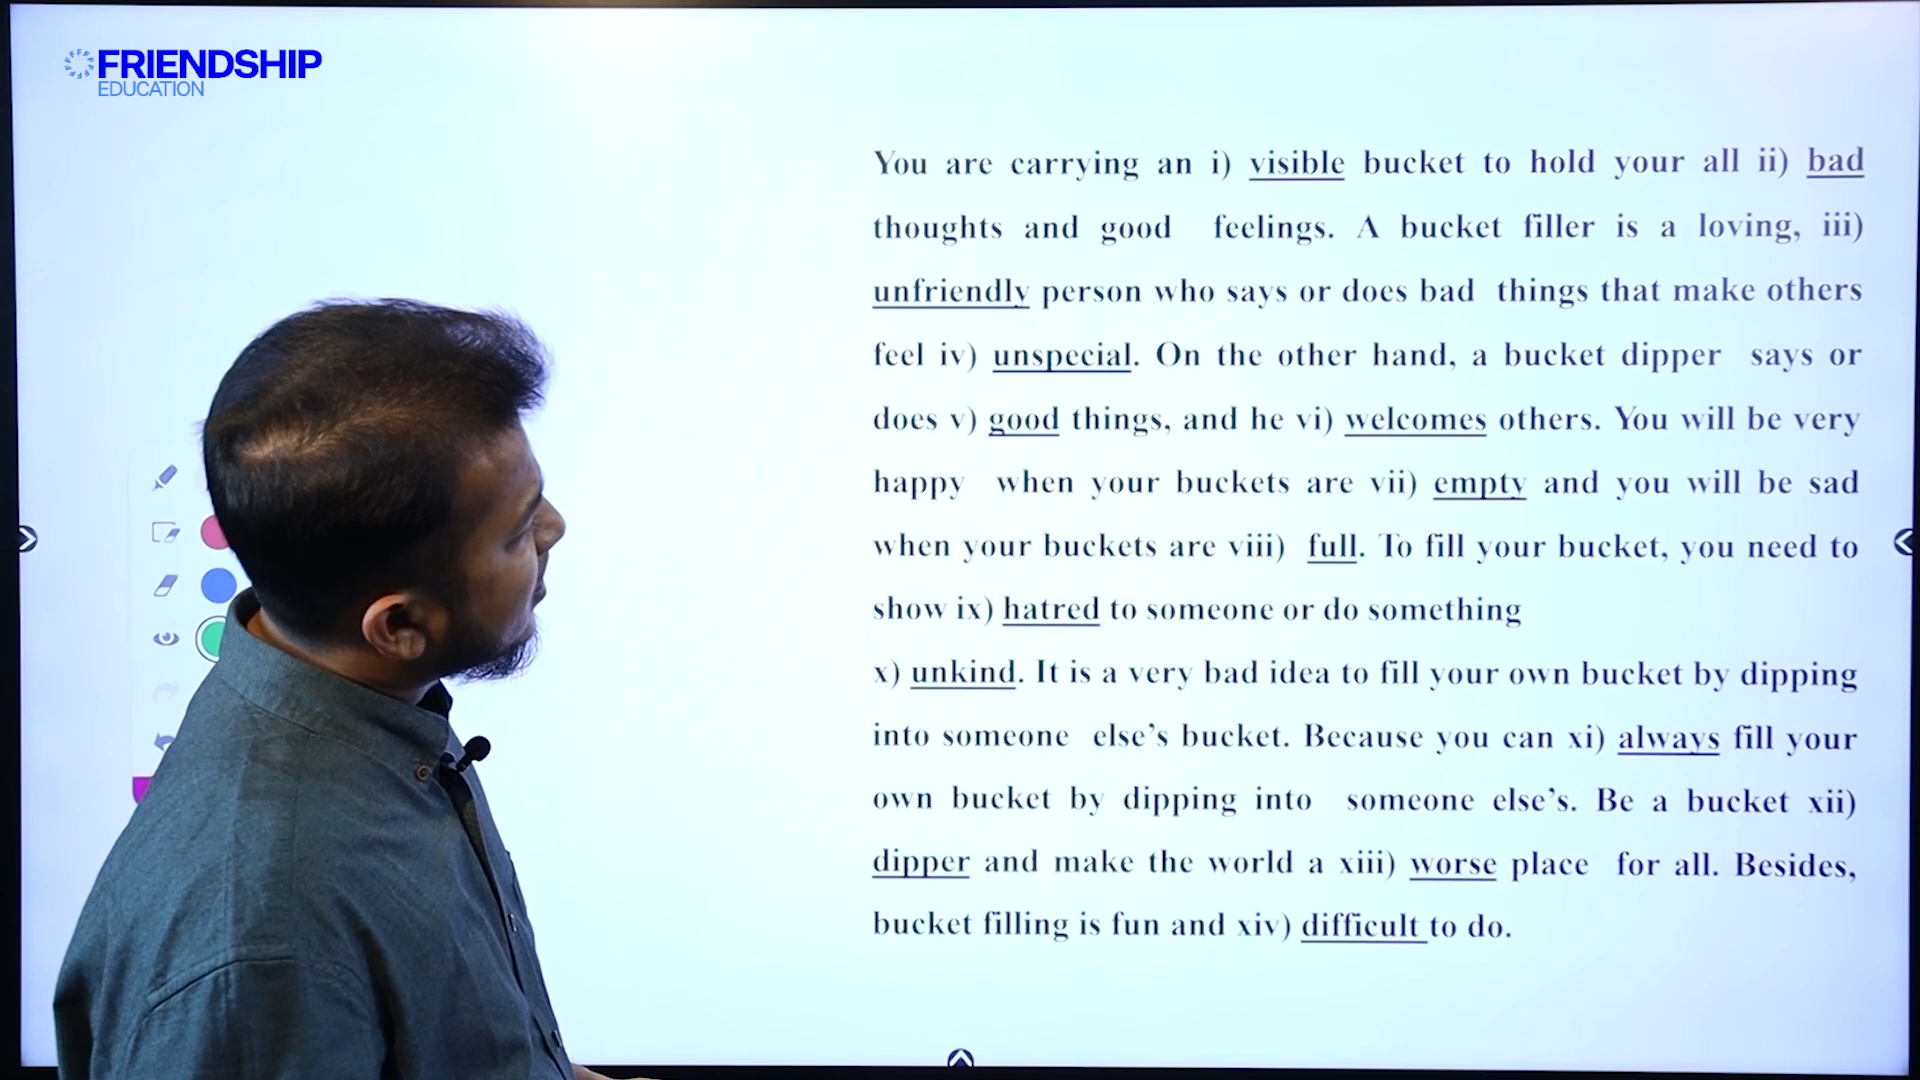 FRIENDSHIP
EDUCATION
You are carrying an i) visible bucket to hold your all ii) bad
thoughts and good feelings. A bucket filler is a loving, iii)
unfriendly person who says or does bad things that make others
feel iv) unspecial. On the other hand, a bucket dipper says or
does v) good things, and he vi) welcomes others. You will be very
happy when your buckets are vii) empty and you will be sad
when your buckets are viii) full. To fill your bucket, you need to
show ix) hatred to someone or do something
x) unkind. It is a very bad idea to fill your own bucket by dipping
into someone else’s bucket. Because you can xi) always fill your
own bucket by dipping into someone else’s. Be a bucket xii)
dipper and make the world a xiii) worse place for all. Besides,
bucket filling is fun and xiv) difficult to do.